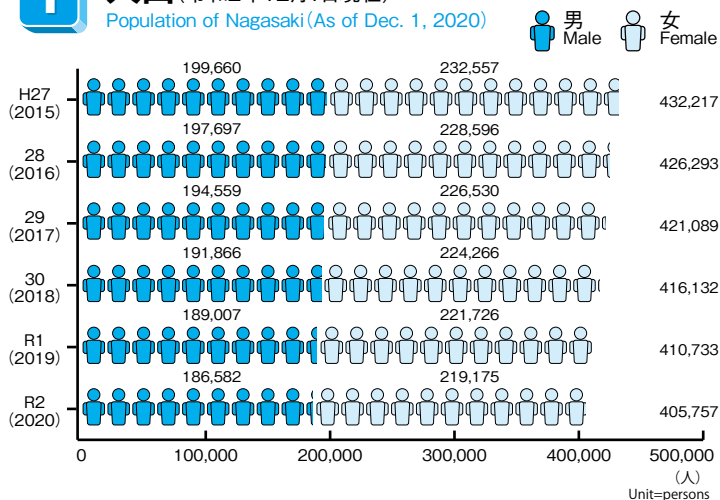 1
Population of Nagasaki(As of Dec. 1, 2020)
男 女
Male Female
199,660 232,557
H27
(2015) 432,217
197,697 228,596
28
(2016) 426,293
194,559 226,530
29
(2017) 421,089
191,866 224,266
30
(2018) 416,132
189,007 221,726
R1
(2019) 410,733
186,582 219,175
R2
(2020) 405,757
0 100,000 200,000 300,000 400,000 500,000
(人)
Unit=persons